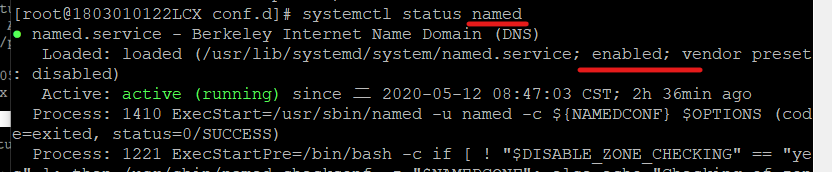 [root@1803010122LCX conf.d]# systemctl status named
● named.service - Berkeley Internet Name Domain (DNS)
Loaded: loaded (/usr/lib/systemd/system/named.service; enabled; vendor preset
: disabled)
Active: active (running) since 二 2020-05-12 08:47:03 CST; 2h 36min ago
Process: 1410 ExecStart=/usr/sbin/named -u named -c ${NAMEDCONF} $OPTIONS (cod
e=exited, status=0/SUCCESS)
Process: 1221 ExecStartPre=/bin/bash -c if [ ! "$DISABLE_ZONE_CHECKING" == "ye